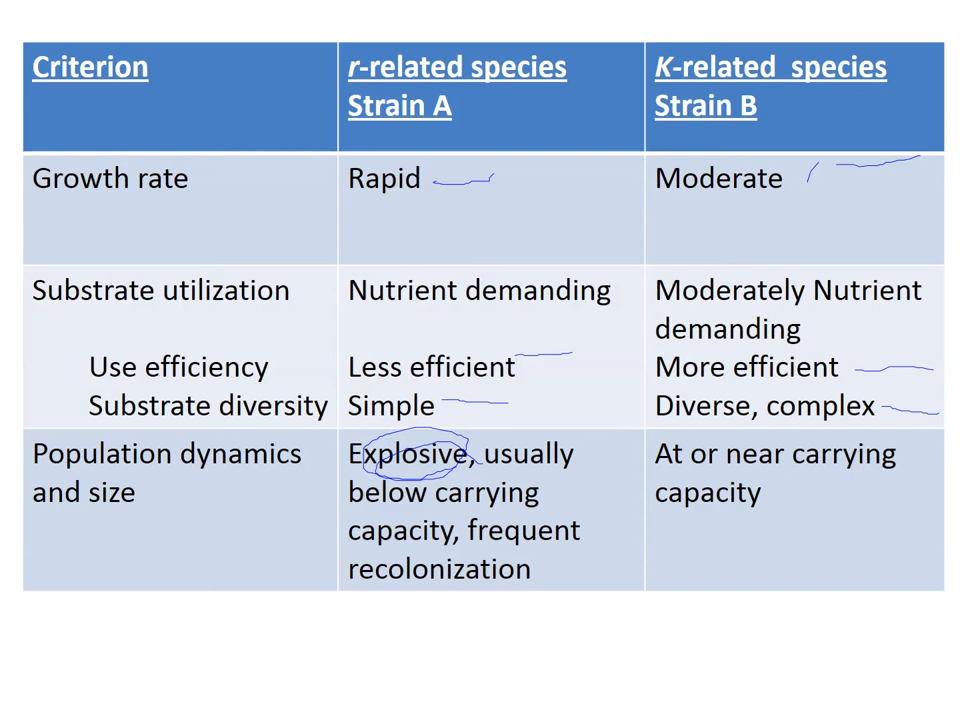 Criterion
r-related species
Strain A
K-related species
Strain B
Growth rate
Rapid
Moderate
Substrate utilization
Use efficiency
Substrate diversity
Nutrient demanding
Less efficient
Simple
Moderately Nutrient
demanding
More efficient
Diverse, complex
Population dynamics
and size
Explosive, usually
below carrying
capacity, frequent
recolonization
At or near carrying
capacity